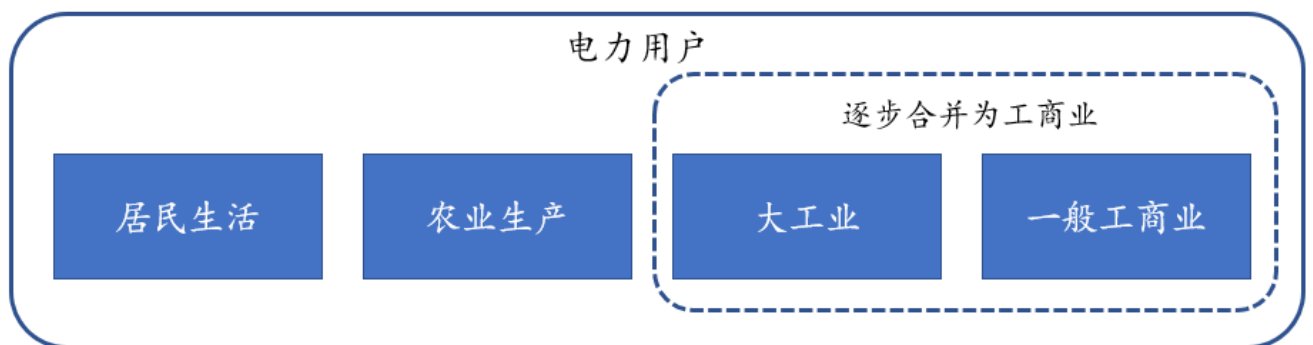 电力用户
逐步合并为工商业
居民生活
农业生产
大工业
一般工商业